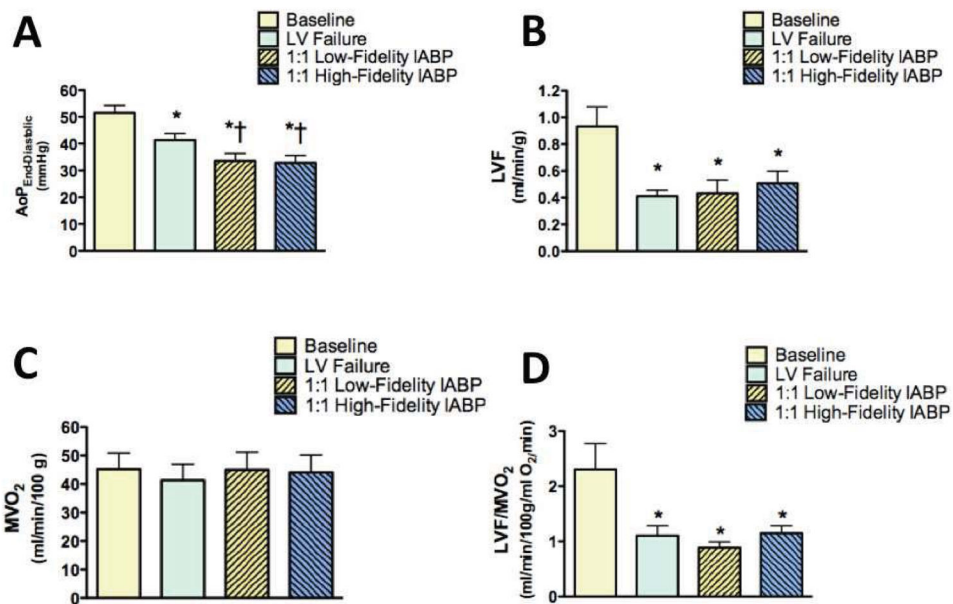 A
Baseline
LV Failure
1:1 Low-Fidelity IABP
1:1 High-Fidelity IABP
AoP End-Diastolic
(mmHg)
60
50
40
30
20
10
0
*
*†
*†
B
Baseline
LV Failure
1:1 Low-Fidelity IABP
1:1 High-Fidelity IABP
LVF
(ml/min/g)
1.2
1.0
0.8
0.6
0.4
0.2
0.0
*
*
*
C
Baseline
LV Failure
1:1 Low-Fidelity IABP
1:1 High-Fidelity IABP
MVO2
(ml/min/100 g)
60
50
40
30
20
10
0
D
Baseline
LV Failure
1:1 Low-Fidelity IABP
1:1 High-Fidelity IABP
LVF/MVO2
(ml/min/100g/ml O2/min)
3
2
1
0
*
*
*